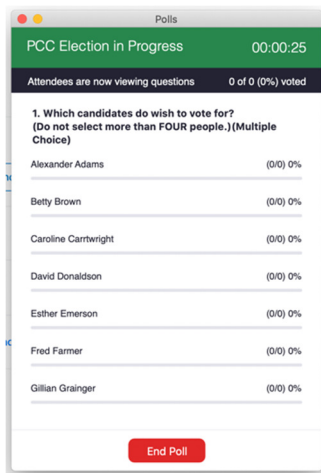 Polls
PCC Election in Progress 00:00:25
Attendees are now viewing questions 0 of 0 (0%) voted
1. Which candidates do wish to vote for?
(Do not select more than FOUR people.)(Multiple
Choice)
Alexander Adams (0/0) 0%
Betty Brown (0/0) 0%
Caroline Carrtwright (0/0) 0%
David Donaldson (0/0) 0%
Esther Emerson (0/0) 0%
Fred Farmer (0/0) 0%
Gillian Grainger (0/0) 0%
End Poll